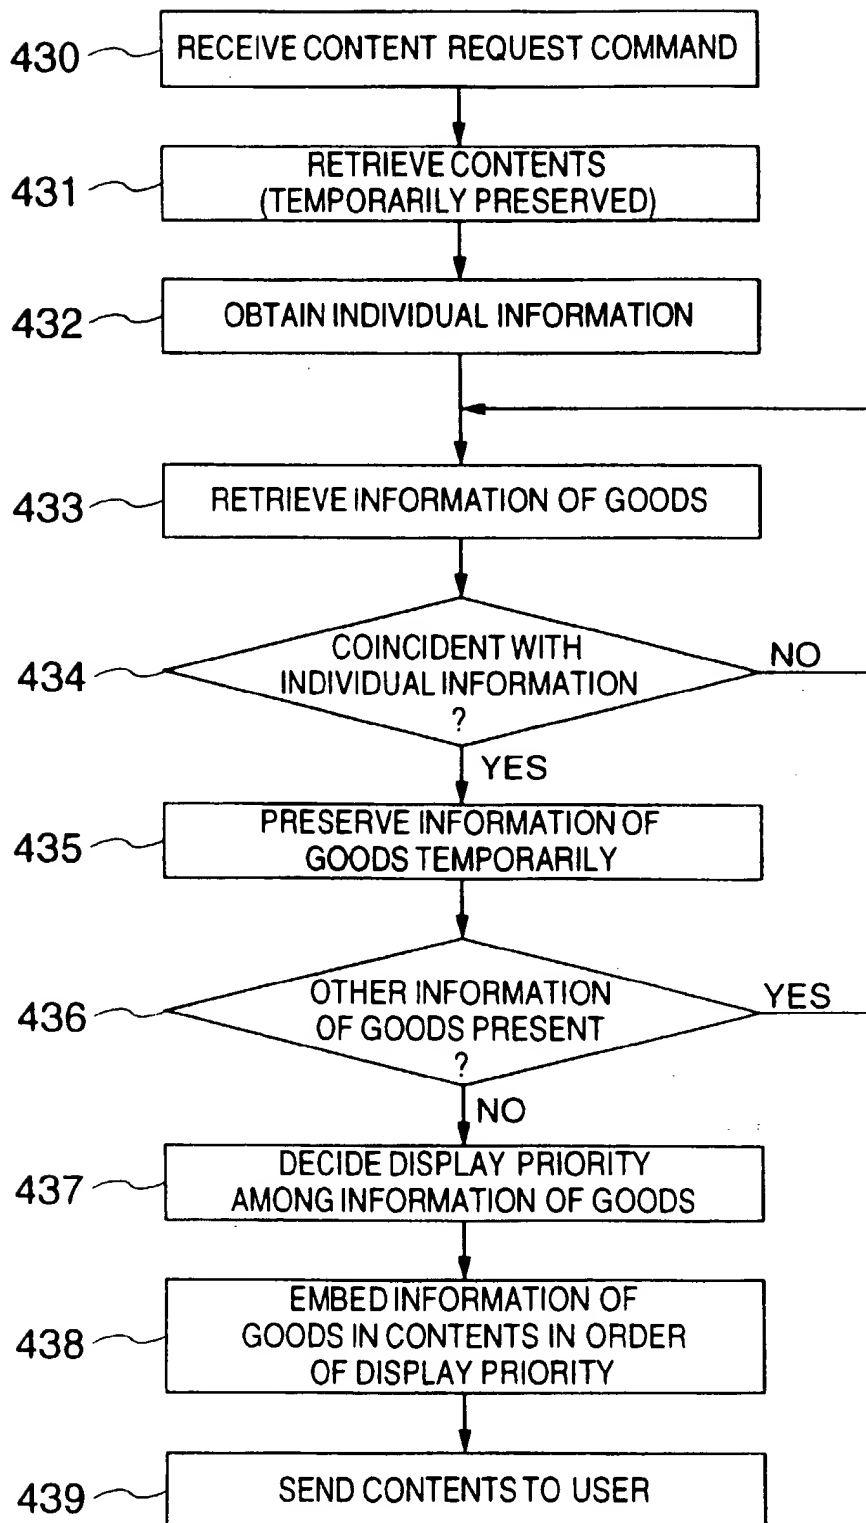 430
RECEIVE CONTENT REQUEST COMMAND
431
RETRIEVE CONTENTS
(TEMPORARILY PRESERVED)
432
OBTAIN INDIVIDUAL INFORMATION
433
RETRIEVE INFORMATION OF GOODS
434
COINCIDENT WITH
INDIVIDUAL INFORMATION
?
NO
YES
435
PRESERVE INFORMATION OF
GOODS TEMPORARILY
436
OTHER INFORMATION
OF GOODS PRESENT
?
YES
NO
437
DECIDE DISPLAY PRIORITY
AMONG INFORMATION OF GOODS
438
EMBED INFORMATION OF
GOODS IN CONTENTS IN ORDER
OF DISPLAY PRIORITY
439
SEND CONTENTS TO USER